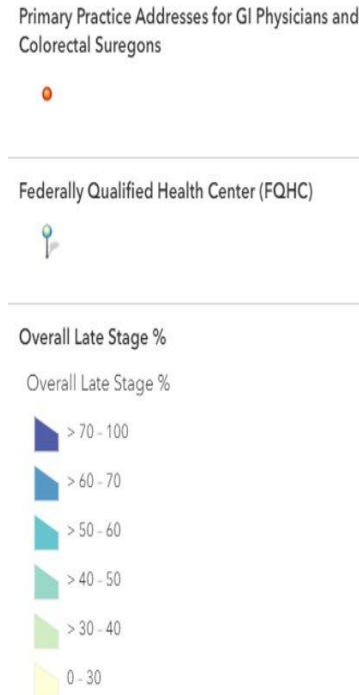 Primary Practice Addresses for GI Physicians and
Colorectal Suregons
Federally Qualified Health Center (FQHC)
Overall Late Stage %
Overall Late Stage %
> 70 - 100
> 60 - 70
> 50 - 60
> 40 - 50
> 30 - 40
0 - 30